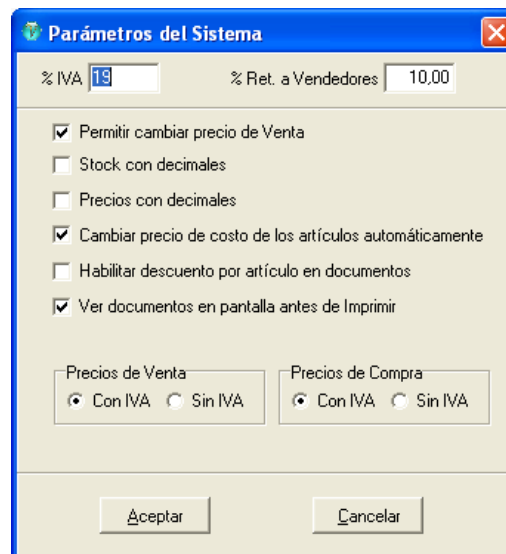 Parámetros del Sistema
% IVA 19 % Ret. a Vendedores 10,00
Permitir cambiar precio de Venta
Stock con decimales
Precios con decimales
Cambiar precio de costo de los artículos automáticamente
Habilitar descuento por artículo en documentos
Ver documentos en pantalla antes de Imprimir
Precios de Venta Precios de Compra
Con IVA Sin IVA Con IVA Sin IVA
Aceptar Cancelar